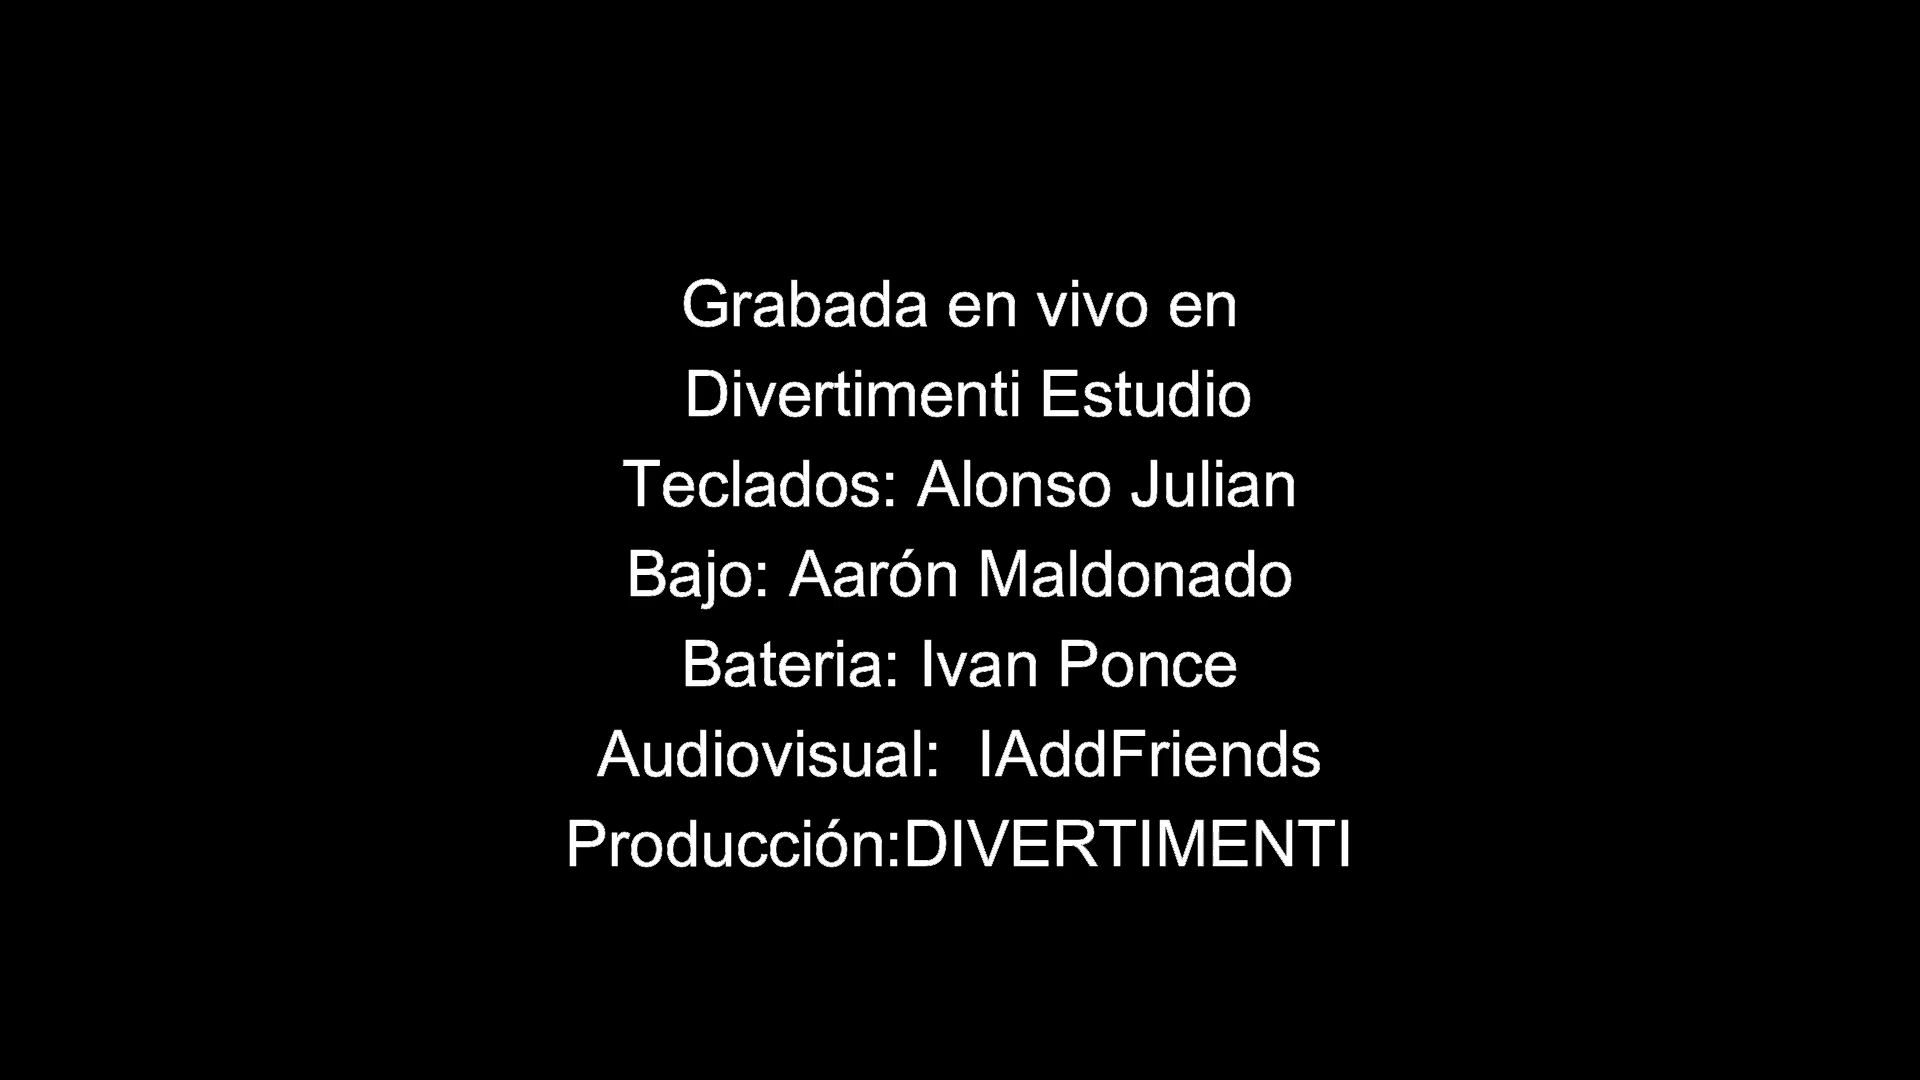 Grabada en vivo en
Divertimenti Estudio
Teclados: Alonso Julian
Bajo: Aarón Maldonado
Bateria: Ivan Ponce
Audiovisual:  IAddFriends
Producción:DIVERTIMENTI